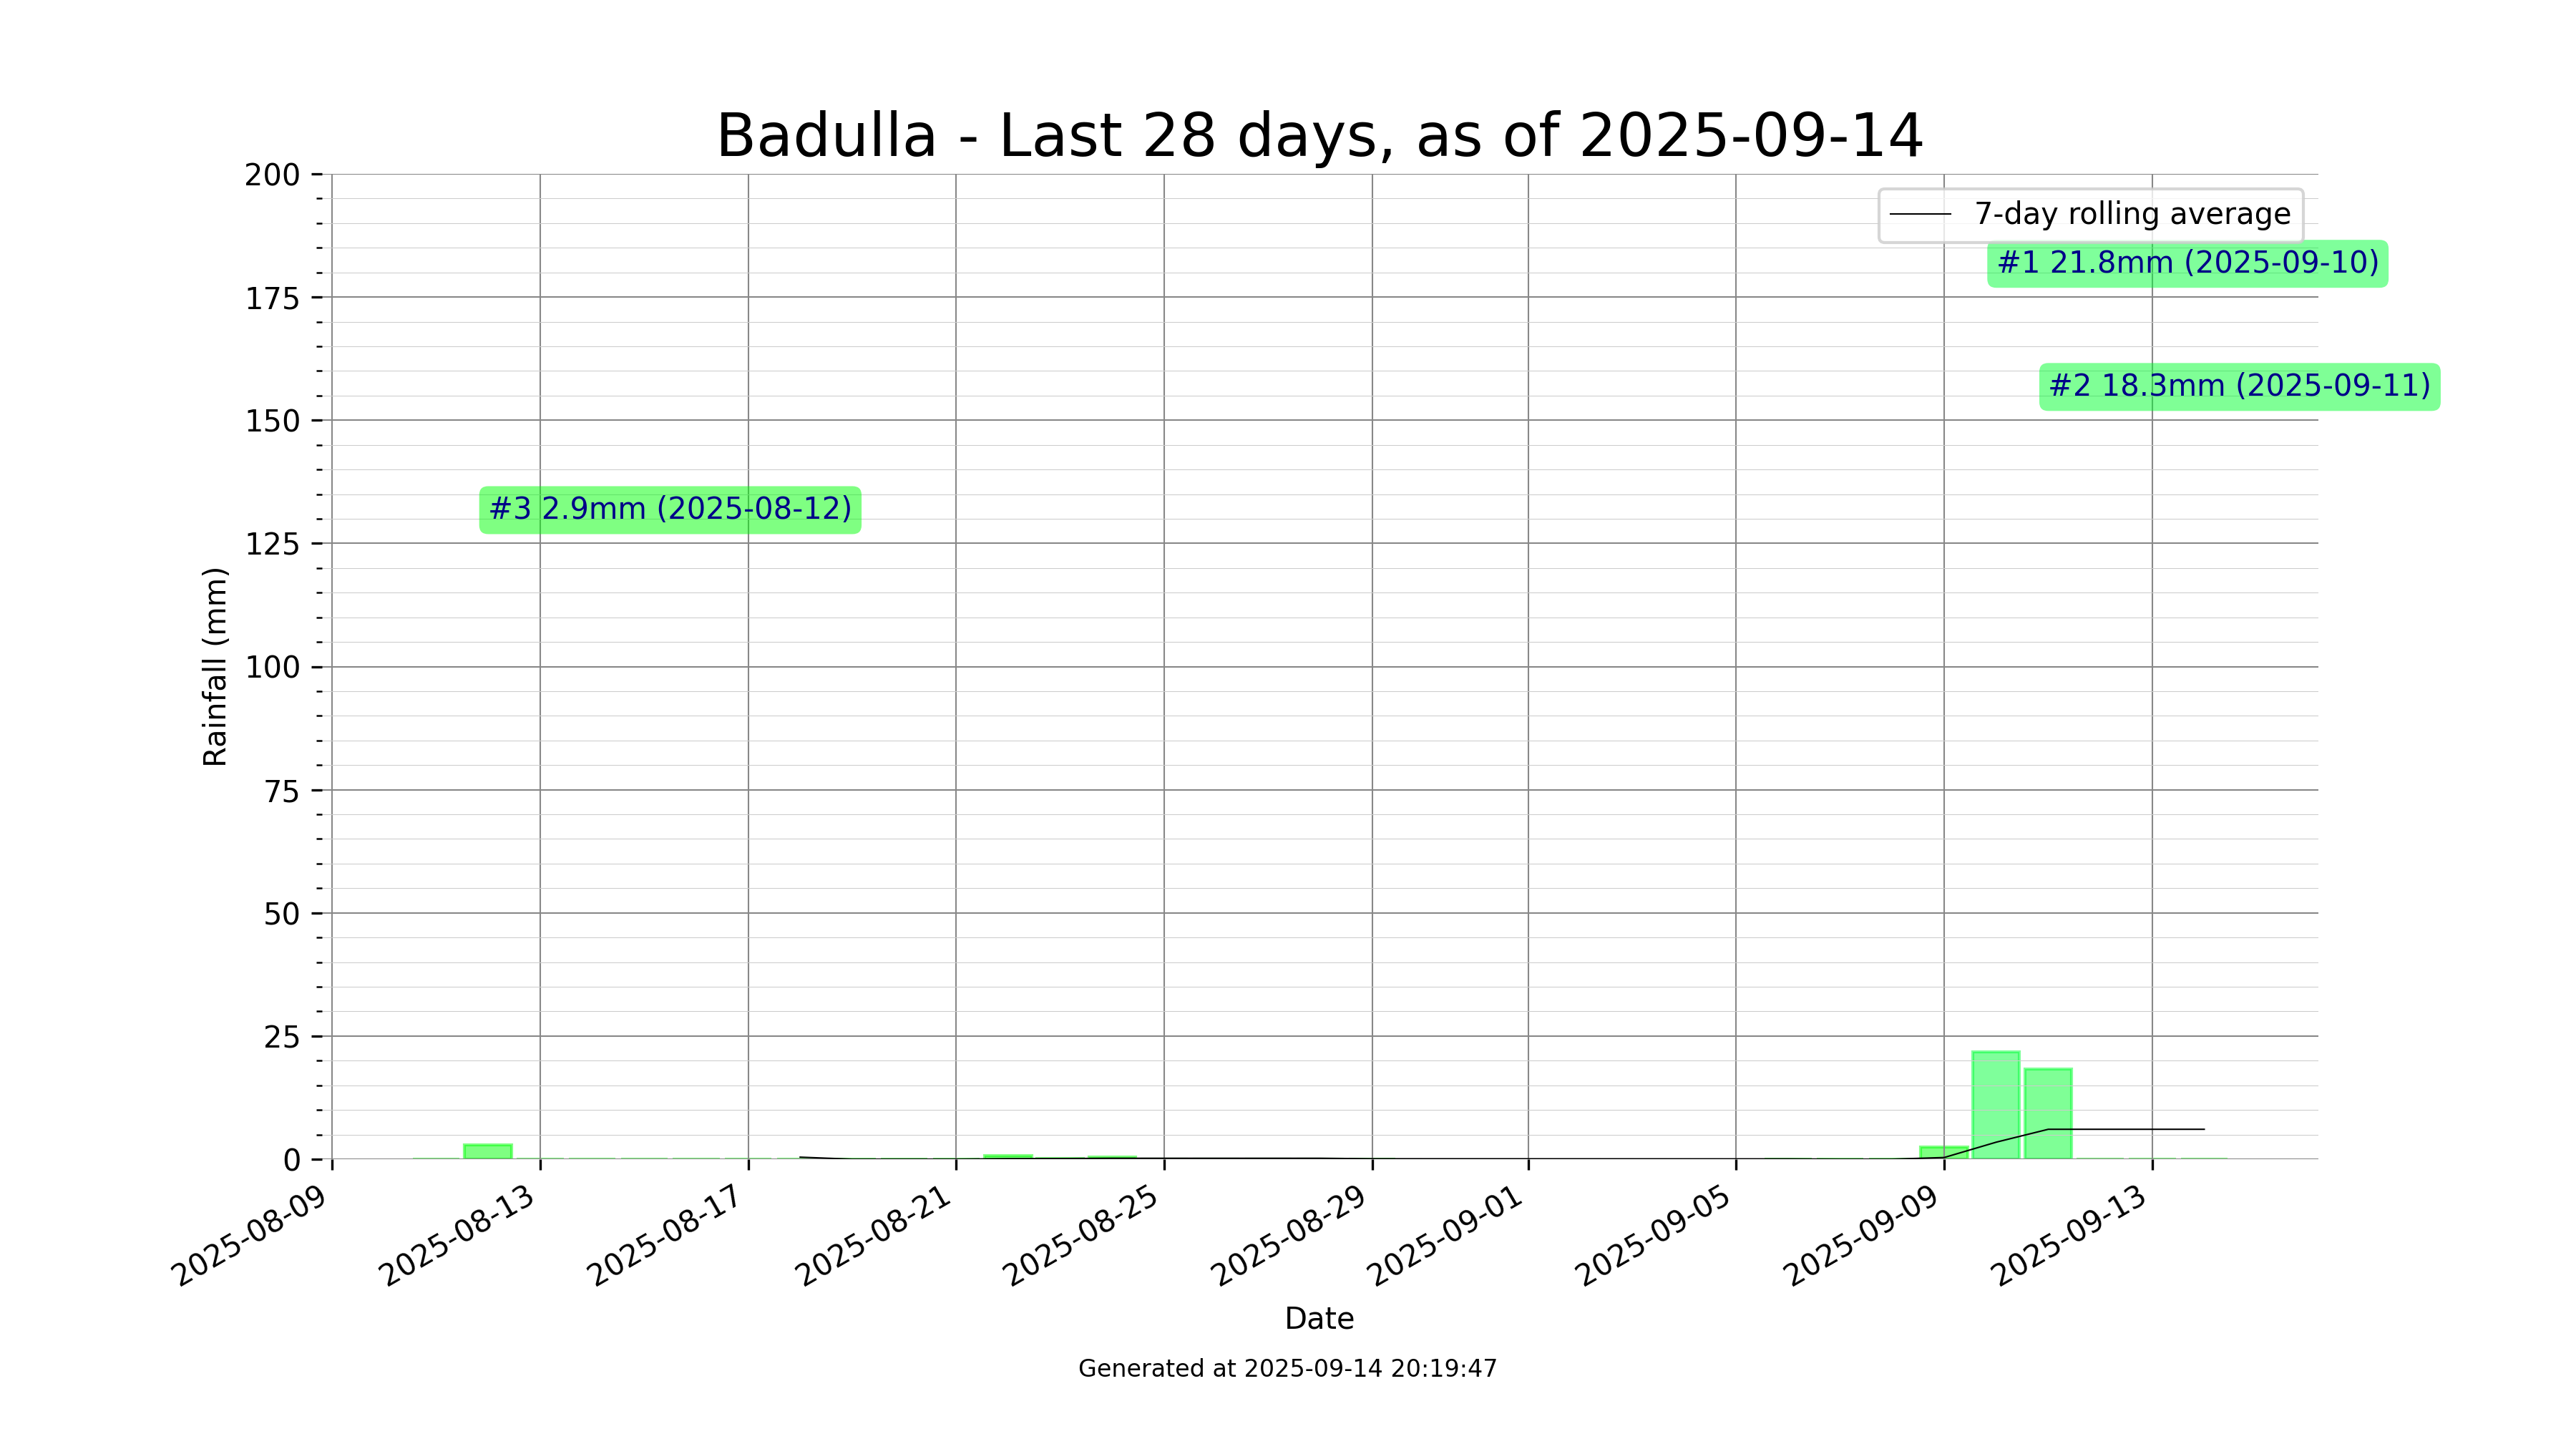 Badulla - Last 28 days, as of 2025-09-14
200
175
150
125
100
75
50
25
0
Rainfall (mm)
7-day rolling average
#1 21.8mm (2025-09-10)
#2 18.3mm (2025-09-11)
#3 2.9mm (2025-08-12)
2025-08-09
2025-08-13
2025-08-17
2025-08-21
2025-08-25
2025-08-29
2025-09-01
2025-09-05
2025-09-09
2025-09-13
Date
Generated at 2025-09-14 20:19:47